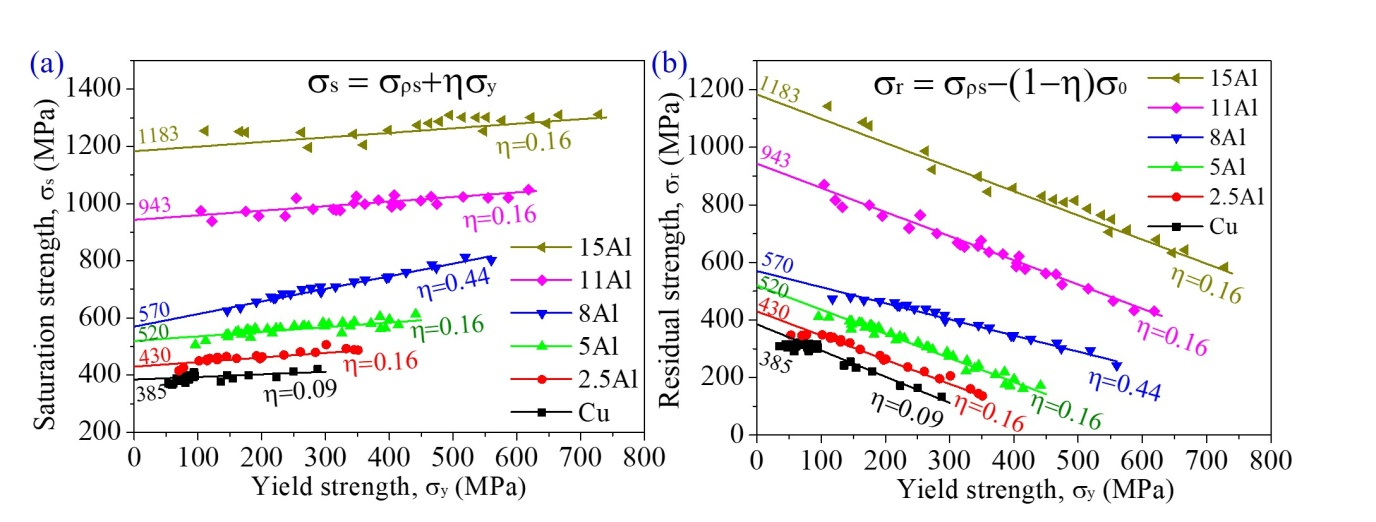 (a)
σs = σρs+ησy
Saturation strength, σs (MPa)
1400
1200
1000
800
600
400
200
1183
943
570
520
430
385
η=0.16
η=0.16
η=0.44
η=0.16
η=0.16
η=0.09
15Al
11Al
8Al
5Al
2.5Al
Cu
0 100 200 300 400 500 600 700 800
Yield strength, σy (MPa)
(b)
σr = σρs−(1−η)σ0
Residual strength, σr (MPa)
1200
1000
800
600
400
200
0
1183
943
570
520
430
385
15Al
11Al
8Al
5Al
2.5Al
Cu
η=0.16
η=0.16
η=0.44
η=0.16
η=0.16
η=0.09
0 100 200 300 400 500 600 700 800
Yield strength, σy (MPa)